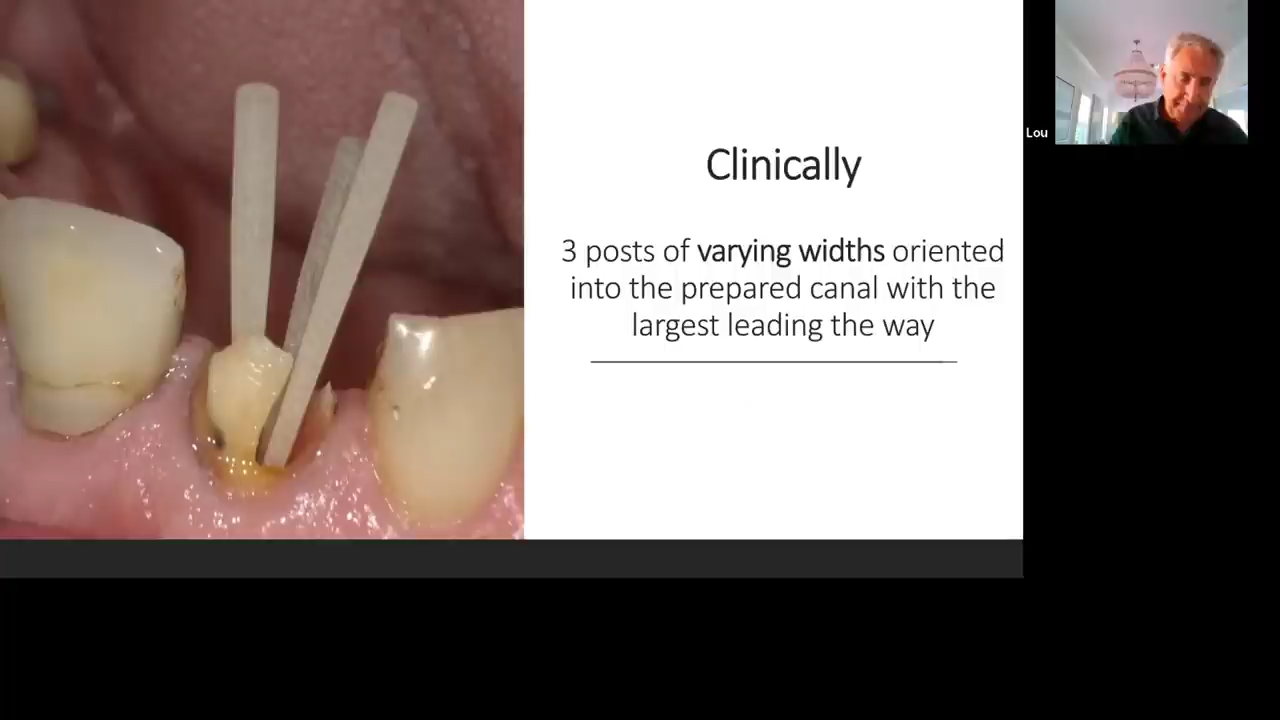 Clinically
3 posts of varying widths oriented
into the prepared canal with the
largest leading the way
Lou